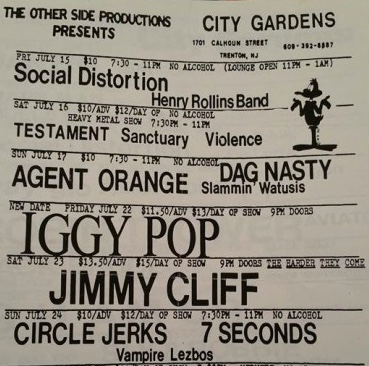 THE OTHER SIDE PRODUCTIONS
PRESENTS
CITY GARDENS
1701 CALHOUN STREET 609-392-8887
TRENTON, NJ
FRI JULY 15 $10 7:30 - 11PM NO ALCOHOL (LOUNGE OPEN 11PM - 1AM)
Social Distortion
Henry Rollins Band
SAT JULY 16 $10/ADV $12/DAY OF SHOW NO ALCOHOL
HEAVY METAL SHOW 7:30PM - 11PM
TESTAMENT Sanctuary Violence
SUN JULY 17 $10 7:30 - 11PM NO ALCOHOL
AGENT ORANGE DAG NASTY
Slammin' Watusis
NEW DATE FRIDAY JULY 22 $11.50/ADV $13/DAY OF SHOW 9PM DOORS
IGGY POP
SAT JULY 23 $13.50/ADV $15/DAY OF SHOW 9PM DOORS THE HARDER THEY COME
JIMMY CLIFF
SUN JULY 24 $10/ADV $12/DAY OF SHOW 7:30PM - 11PM NO ALCOHOL
CIRCLE JERKS 7 SECONDS
Vampire Lezbos